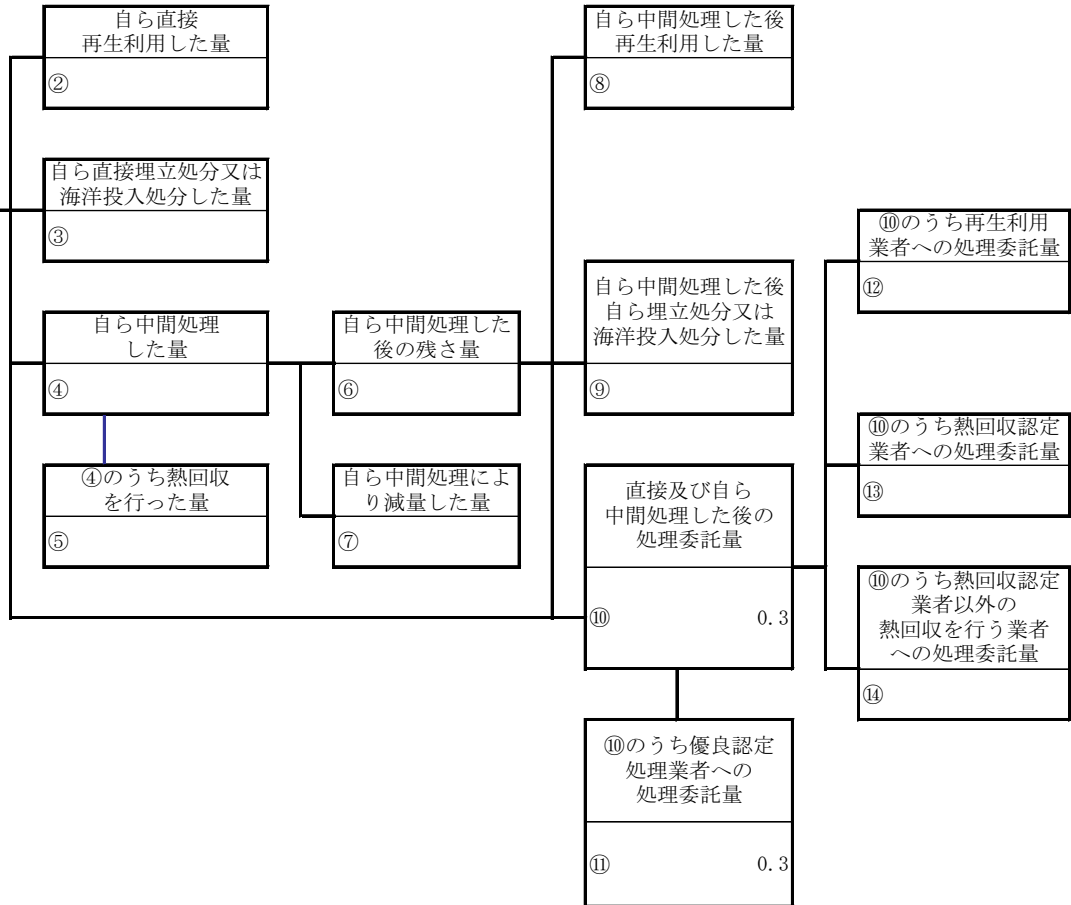 自ら直接
再生利用した量
②
自ら中間処理した後
再生利用した量
⑧
自ら直接埋立処分又は
海洋投入処分した量
③
⑩のうち再生利用
業者への処理委託量
⑫
自ら中間処理した後
自ら埋立処分又は
海洋投入処分した量
⑨
自ら中間処理
した量
④
自ら中間処理した
後の残さ量
⑥
⑩のうち熱回収認定
業者への処理委託量
⑬
④のうち熱回収
を行った量
⑤
自ら中間処理によ
り減量した量
⑦
直接及び自ら
中間処理した後の
処理委託量
⑩ 0.3
⑩のうち熱回収認定
業者以外の
熱回収を行う業者
への処理委託量
⑭
⑩のうち優良認定
処理業者への
処理委託量
⑪ 0.3